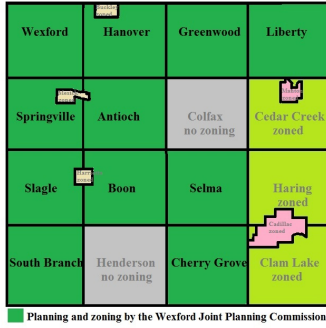 Wexford
Hanover
Greenwood
Liberty
Springville
Antioch
Colfax
no zoning
Cedar Creek
zoned
Slagle
Boon
Selma
Haring
zoned
Cadillac
zoned
South Branch
Henderson
no zoning
Cherry Grove
Clam Lake
zoned
Planning and zoning by the Wexford Joint Planning Commission